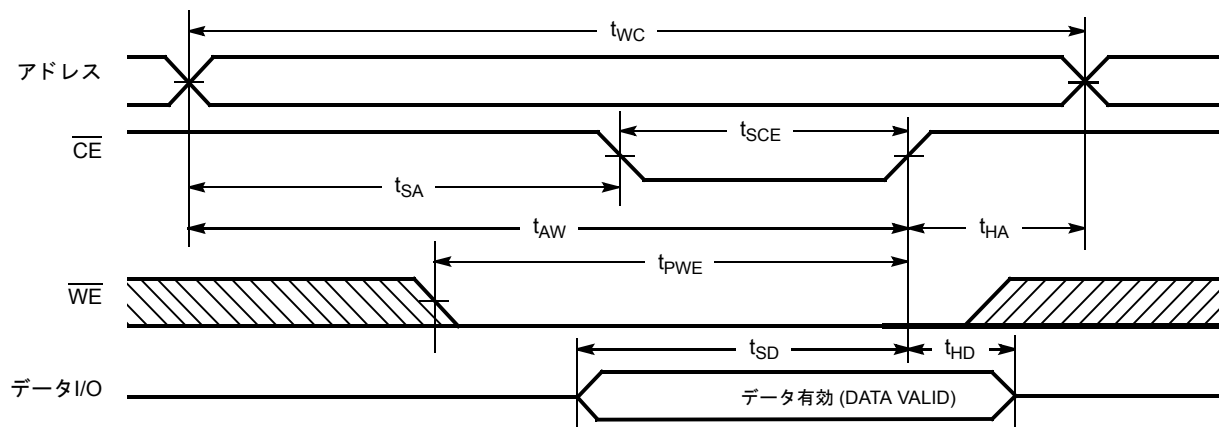 tWC
アドレス
CE
tSCE
tSA
tAW
tHA
tPWE
WE
tSD
tHD
データI/O
データ有効 (DATA VALID)